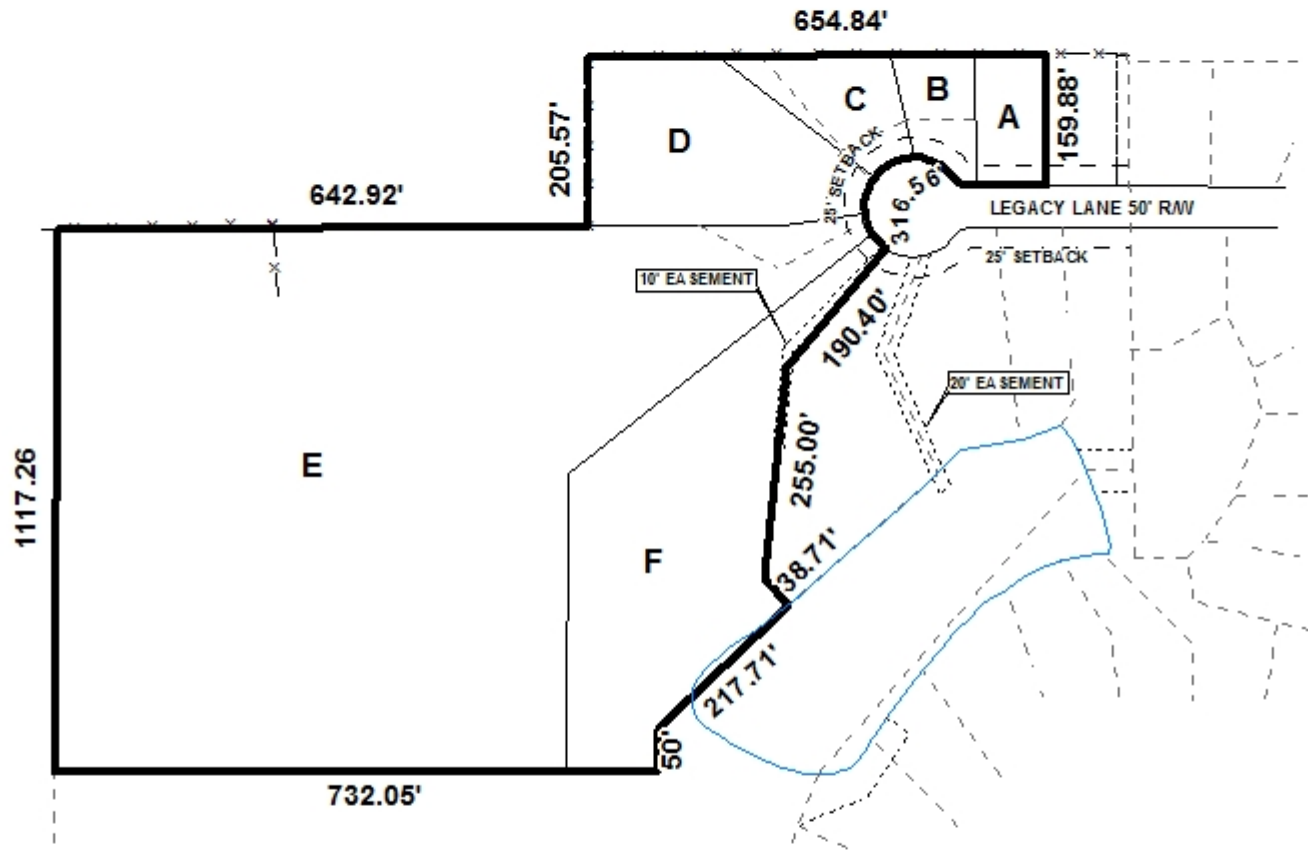 654.84'
B
C
A
159.88'
D
205.57'
25' SETBACK
642.92'
316.56'
LEGACY LANE 50' R/W
25' SETBACK
10' EASEMENT
190.40'
20' EASEMENT
255.00'
E
1117.26
F
38.71'
217.71'
50'
732.05'